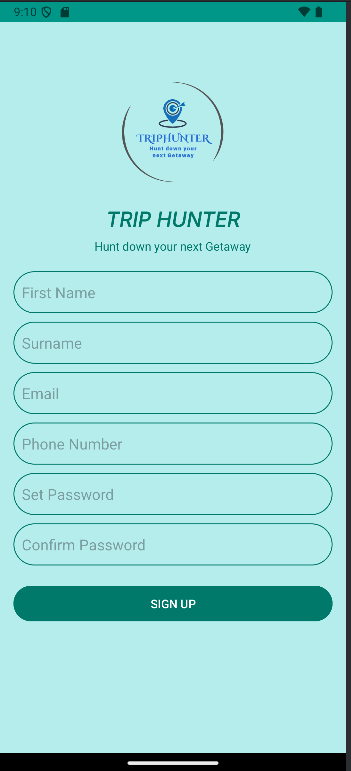 9:10
TRIPHUNTER
Hunt down your
next Getaway
TRIP HUNTER
Hunt down your next Getaway
First Name
Surname
Email
Phone Number
Set Password
Confirm Password
SIGN UP